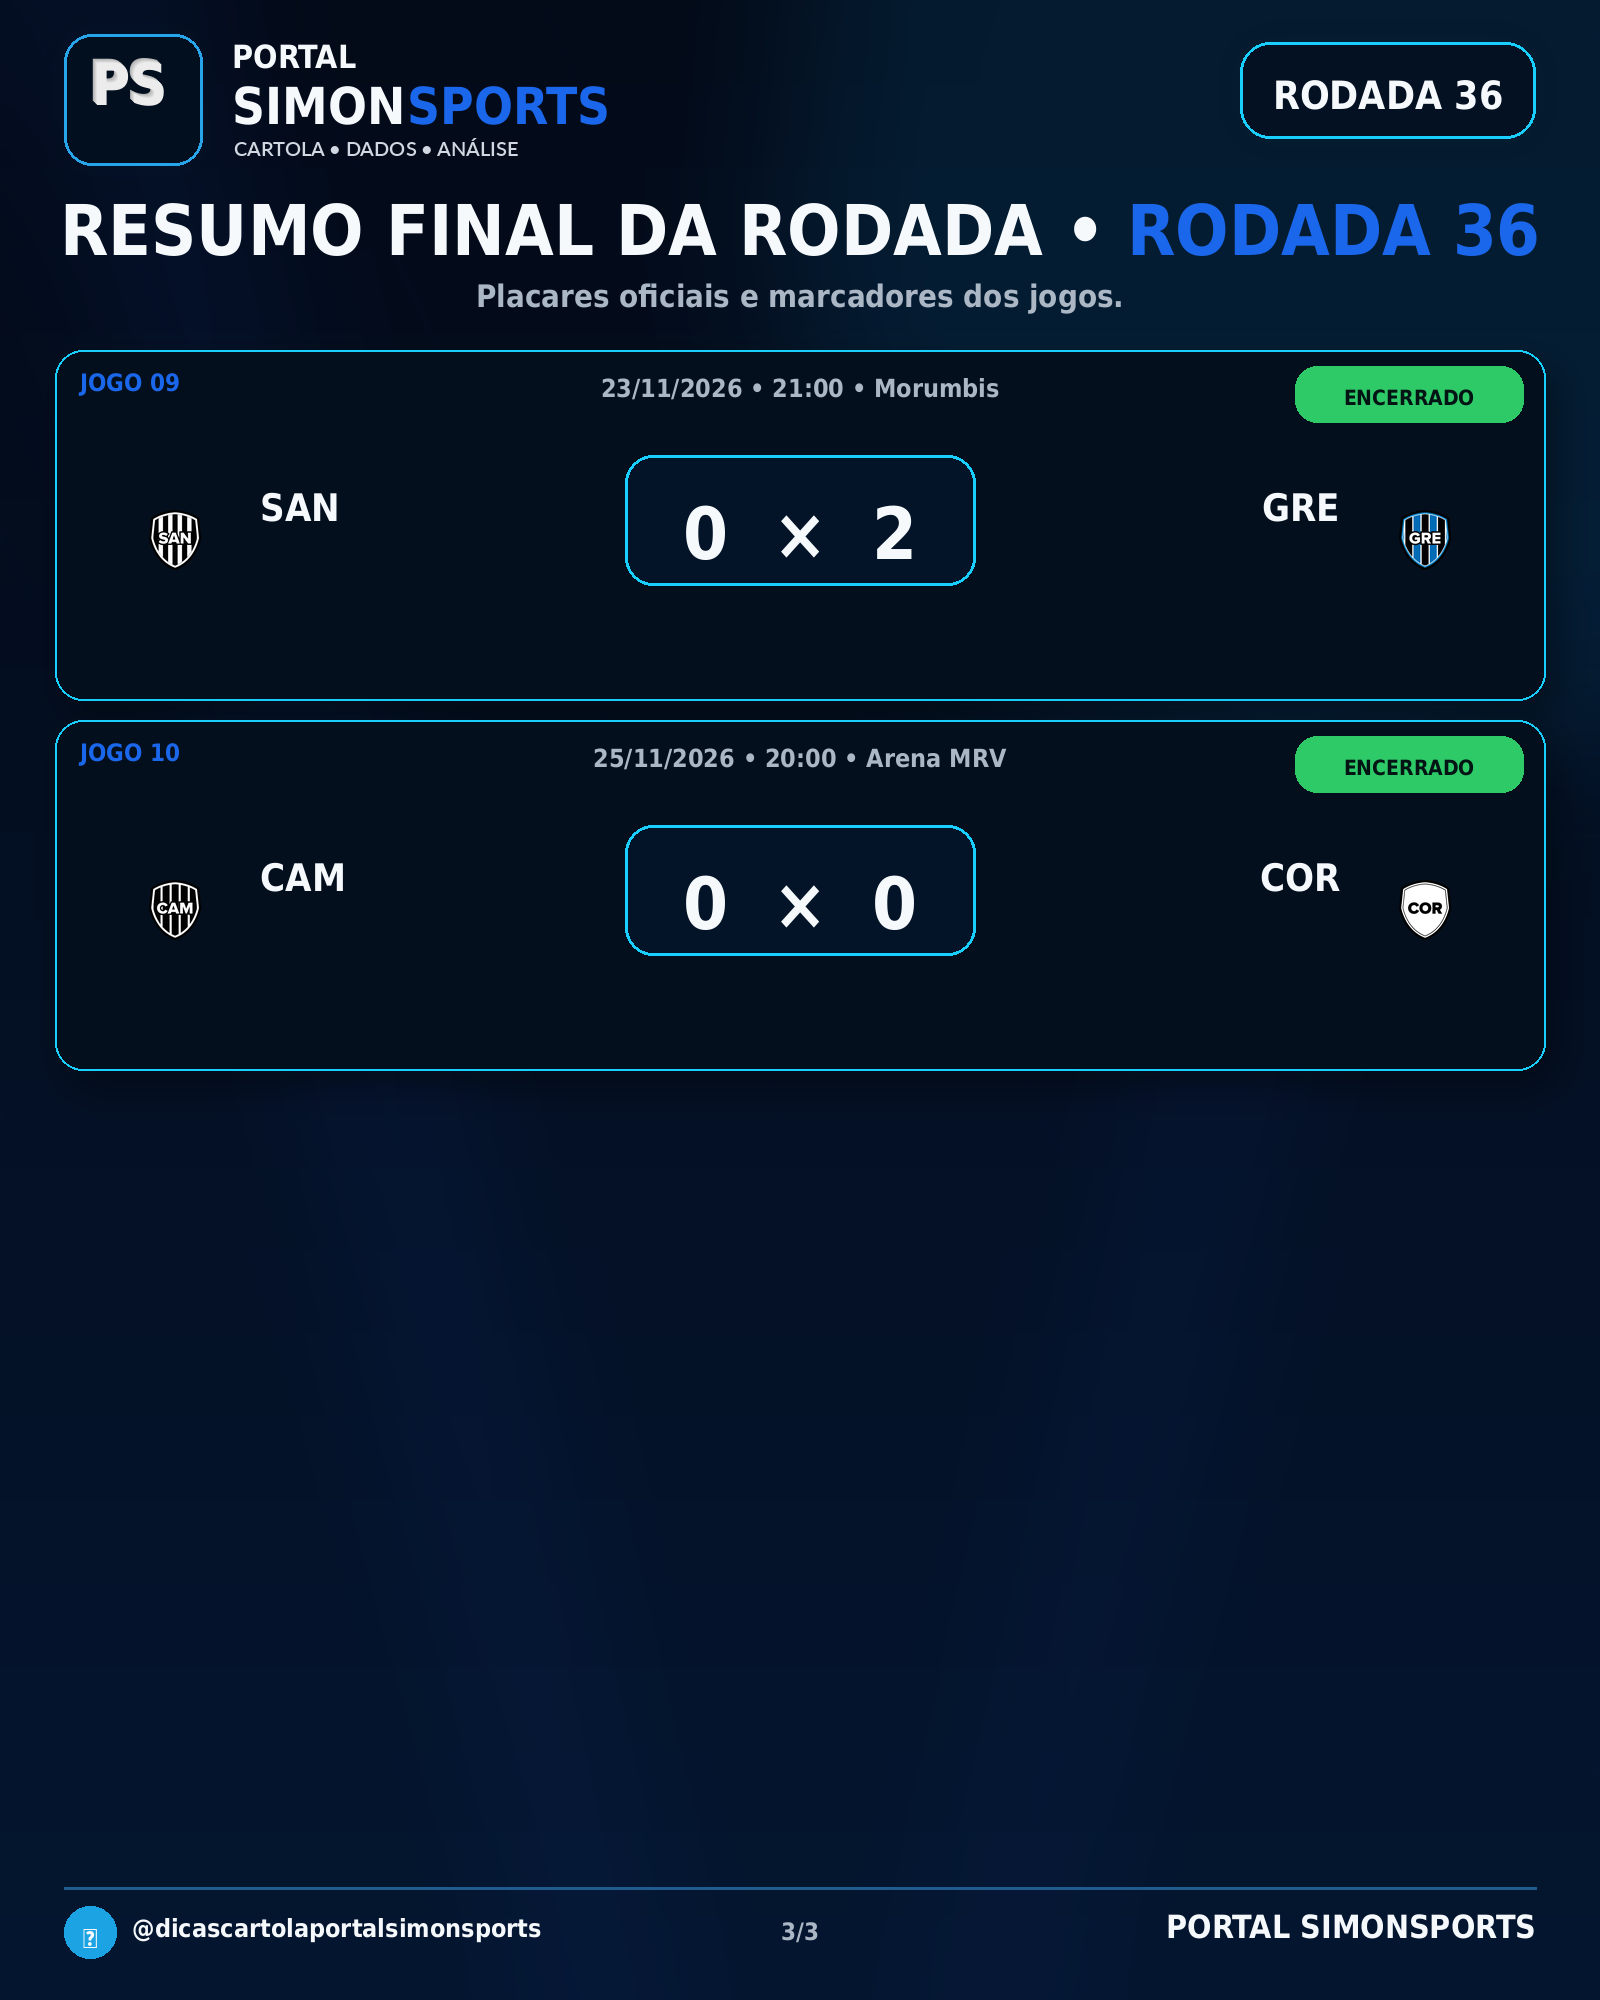 PS
PORTAL
SIMONSPORTS
CARTOLA • DADOS • ANÁLISE
RODADA 36
RESUMO FINAL DA RODADA • RODADA 36
Placares oficiais e marcadores dos jogos.
JOGO 09
23/11/2026 • 21:00 • Morumbis
ENCERRADO
SAN
SAN
0 × 2
GRE
GRE
JOGO 10
25/11/2026 • 20:00 • Arena MRV
ENCERRADO
CAM
CAM
0 × 0
COR
COR
@dicascartolaportalsimonsports
3/3
PORTAL SIMONSPORTS